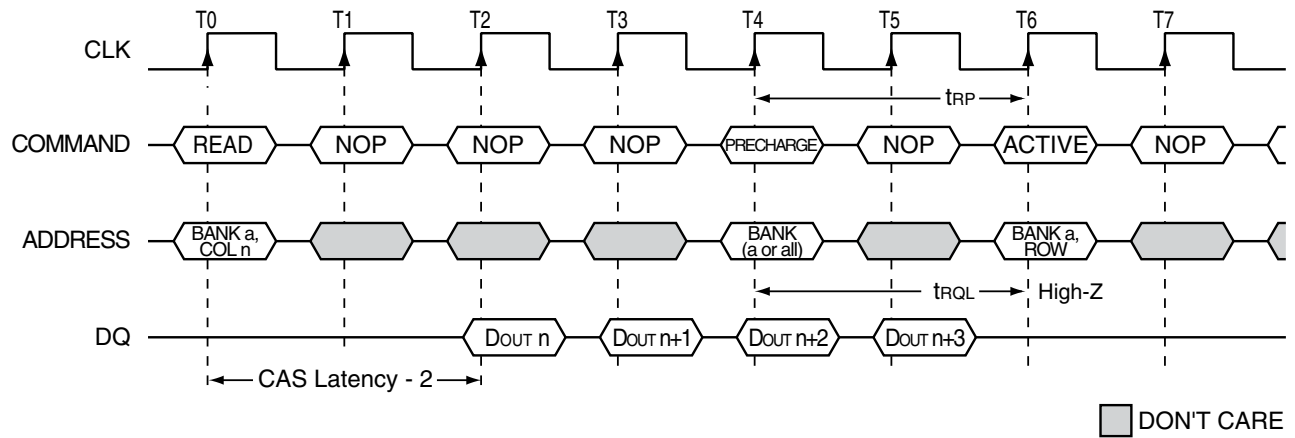 T0 T1 T2 T3 T4 T5 T6 T7
CLK
tRP
COMMAND READ NOP NOP NOP PRECHARGE NOP ACTIVE NOP
ADDRESS BANK a, COL n BANK (a or all) BANK a, ROW
tRQL High-Z
DQ DOUT n DOUT n+1 DOUT n+2 DOUT n+3
CAS Latency - 2
DON'T CARE